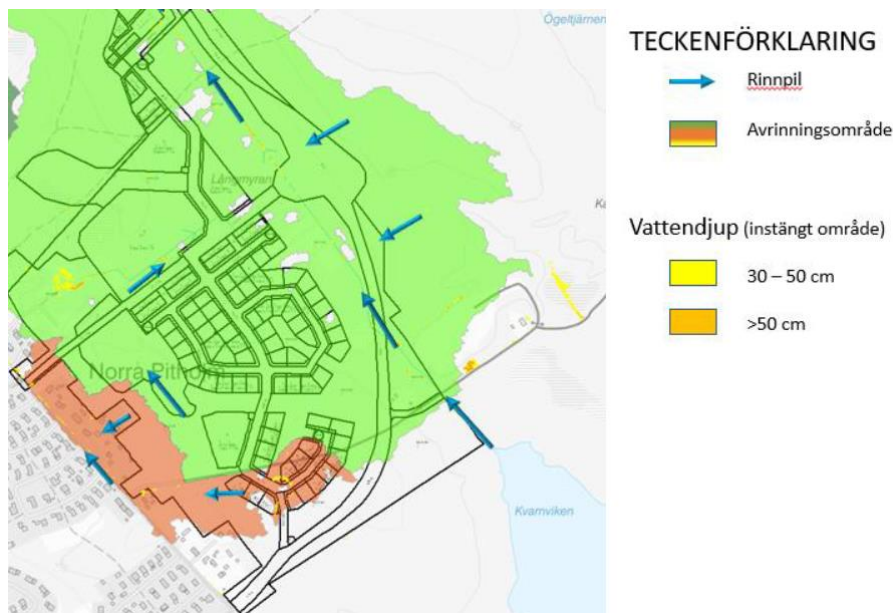 Ögeltjärnen
Långmyran
Norra Pitholm
Kvarnviken
TECKENFÖRKLARING
Rinnpil
Avrinningsområde
Vattendjup (instängt område)
30 – 50 cm
>50 cm